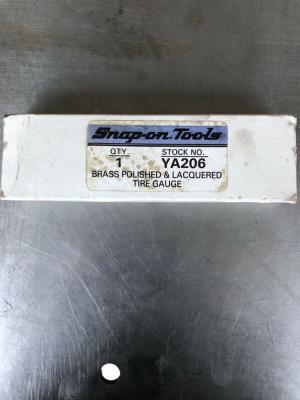 Snap-on Tools
QTY. STOCK NO.
1 YA206
BRASS POLISHED & LACQUERED
TIRE GAUGE